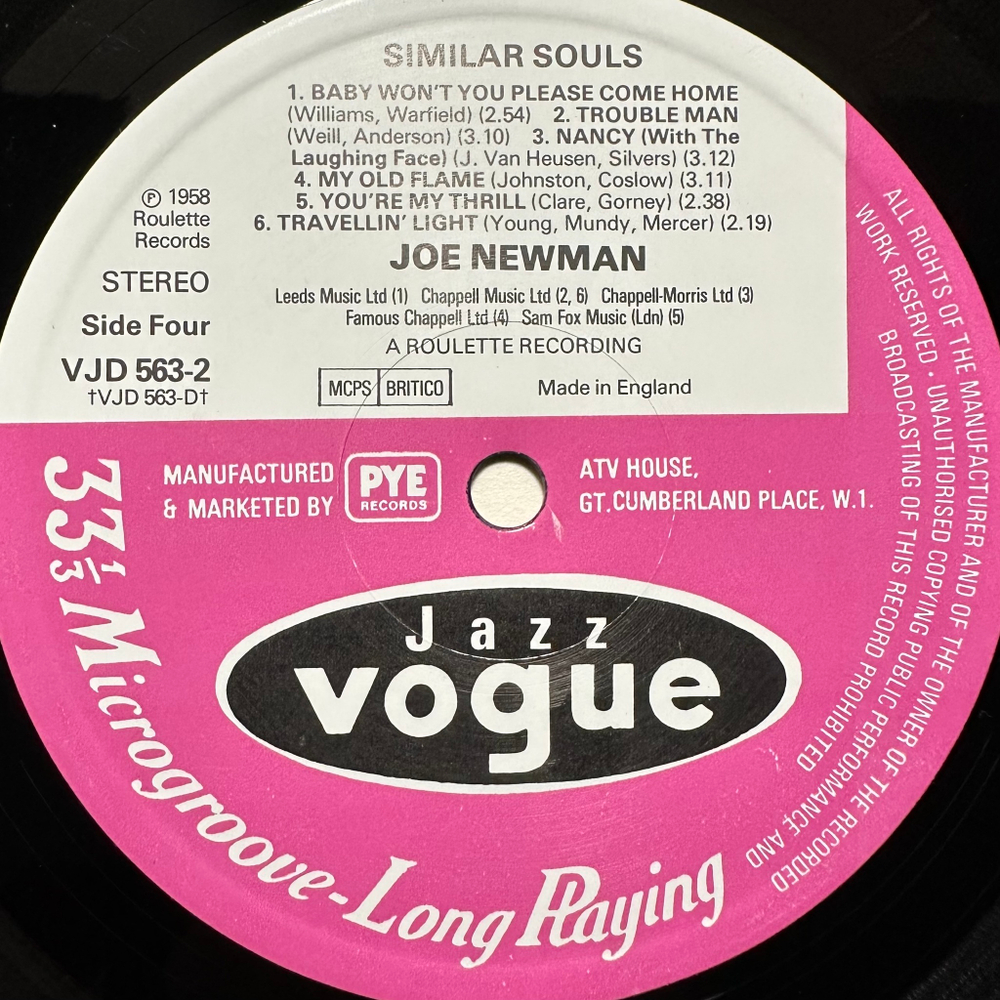 SIMILAR SOULS
1. BABY WON'T YOU PLEASE COME HOME
(Williams, Warfield) (2.54) 2. TROUBLE MAN
(Weill, Anderson) (3.10) 3. NANCY (With The
Laughing Face) (J. Van Heusen, Silvers) (3.12)
4. MY OLD FLAME (Johnston, Coslow) (3.11)
5. YOU'RE MY THRILL (Clare, Gorney) (2.38)
6. TRAVELLIN' LIGHT (Young, Mundy, Mercer) (2.19)
JOE NEWMAN
Leeds Music Ltd (1) Chappell Music Ltd (2, 6) Chappell-Morris Ltd (3)
Famous Chappell Ltd (4) Sam Fox Music (Ldn) (5)
A ROULETTE RECORDING
MCPS BRITICO
Made in England
℗ 1958
Roulette
Records
STEREO
Side Four
VJD 563-2
†VJD 563-D†
MANUFACTURED
& MARKETED BY
PYE
RECORDS
ATV HOUSE,
GT. CUMBERLAND PLACE, W.1.
Jazz
vogue
33⅓ Microgroove-Long Playing
ALL RIGHTS OF THE MANUFACTURER AND OF THE OWNER OF THE RECORDED
WORK RESERVED · UNAUTHORISED COPYING PUBLIC PERFORMANCE AND
BROADCASTING OF THIS RECORD PROHIBITED